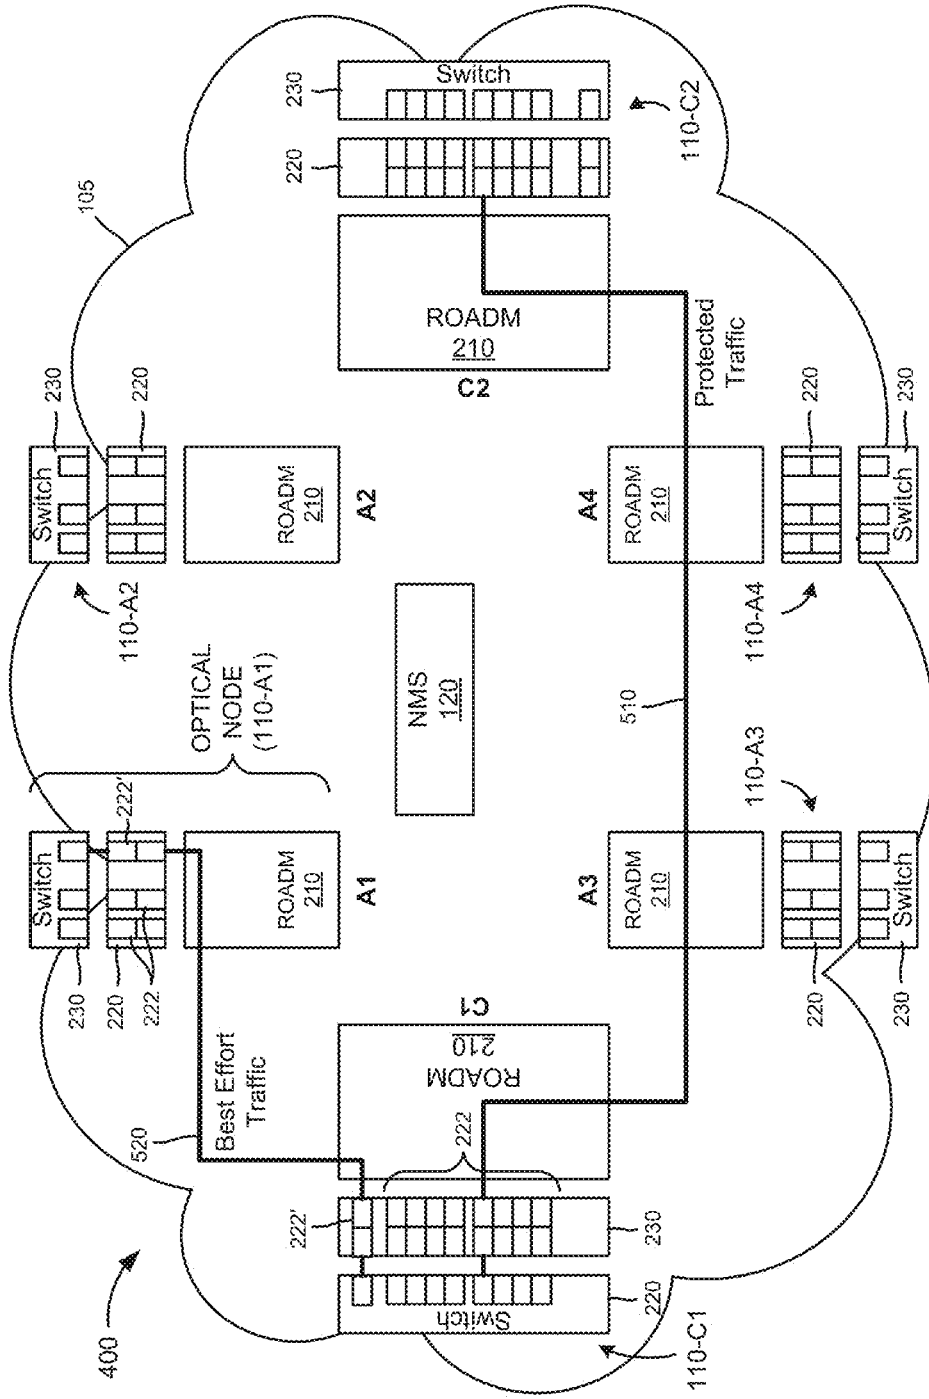 400
105
520
Best Effort
Traffic
230
220
222
222'
Switch
ROADM
210
A1
OPTICAL
NODE
(110-A1)
110-A2
Switch
230
220
ROADM
210
A2
110-C1
Switch
220
230
222'
222
ROADM
210
C1
NMS
120
C2
ROADM
210
220
230
Switch
110-C2
A3
ROADM
210
220
230
Switch
110-A3
510
A4
ROADM
210
110-A4
220
230
Switch
Protected
Traffic